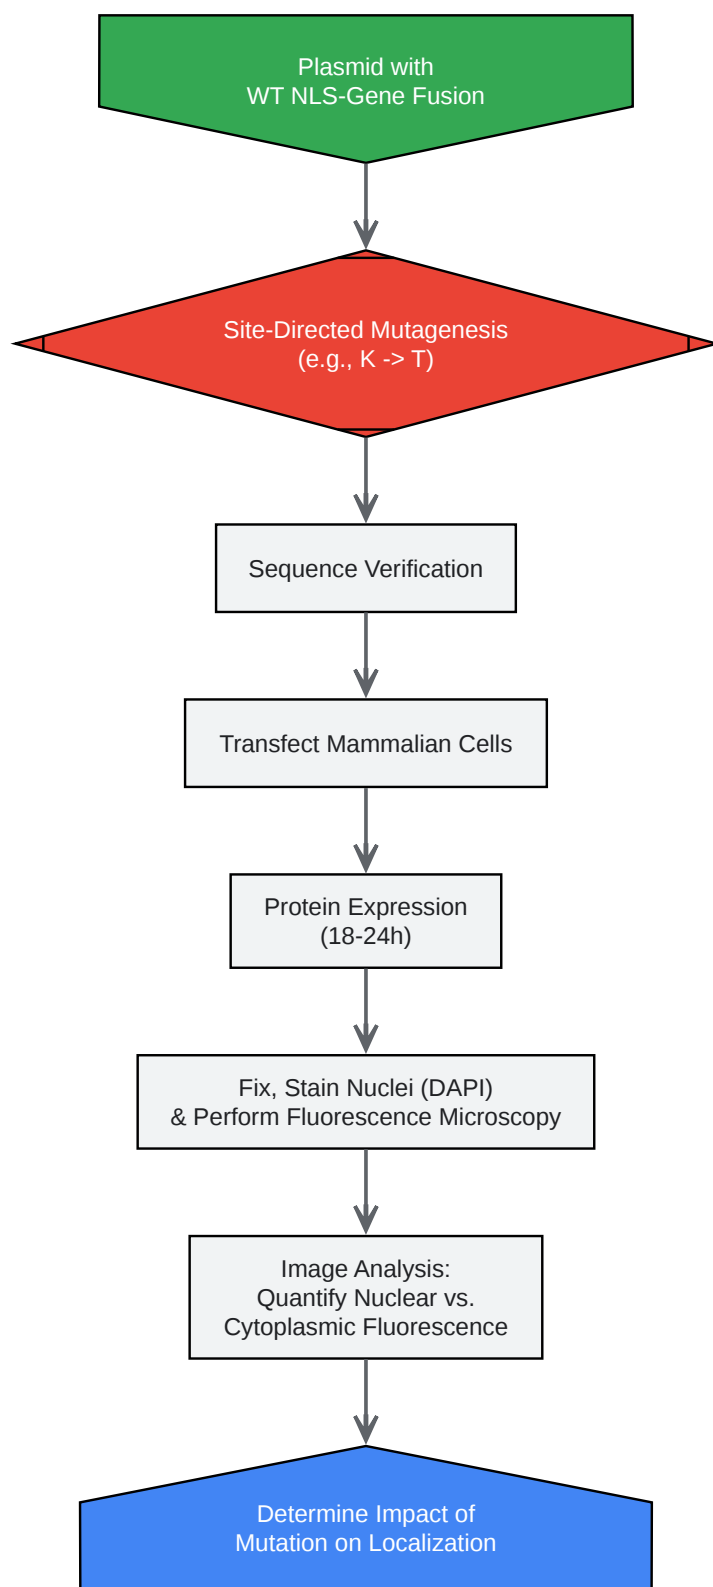 Plasmid with
WT NLS-Gene Fusion
Site-Directed Mutagenesis
(e.g., K -> T)
Sequence Verification
Transfect Mammalian Cells
Protein Expression
(18-24h)
Fix, Stain Nuclei (DAPI)
& Perform Fluorescence Microscopy
Image Analysis:
Quantify Nuclear vs.
Cytoplasmic Fluorescence
Determine Impact of
Mutation on Localization